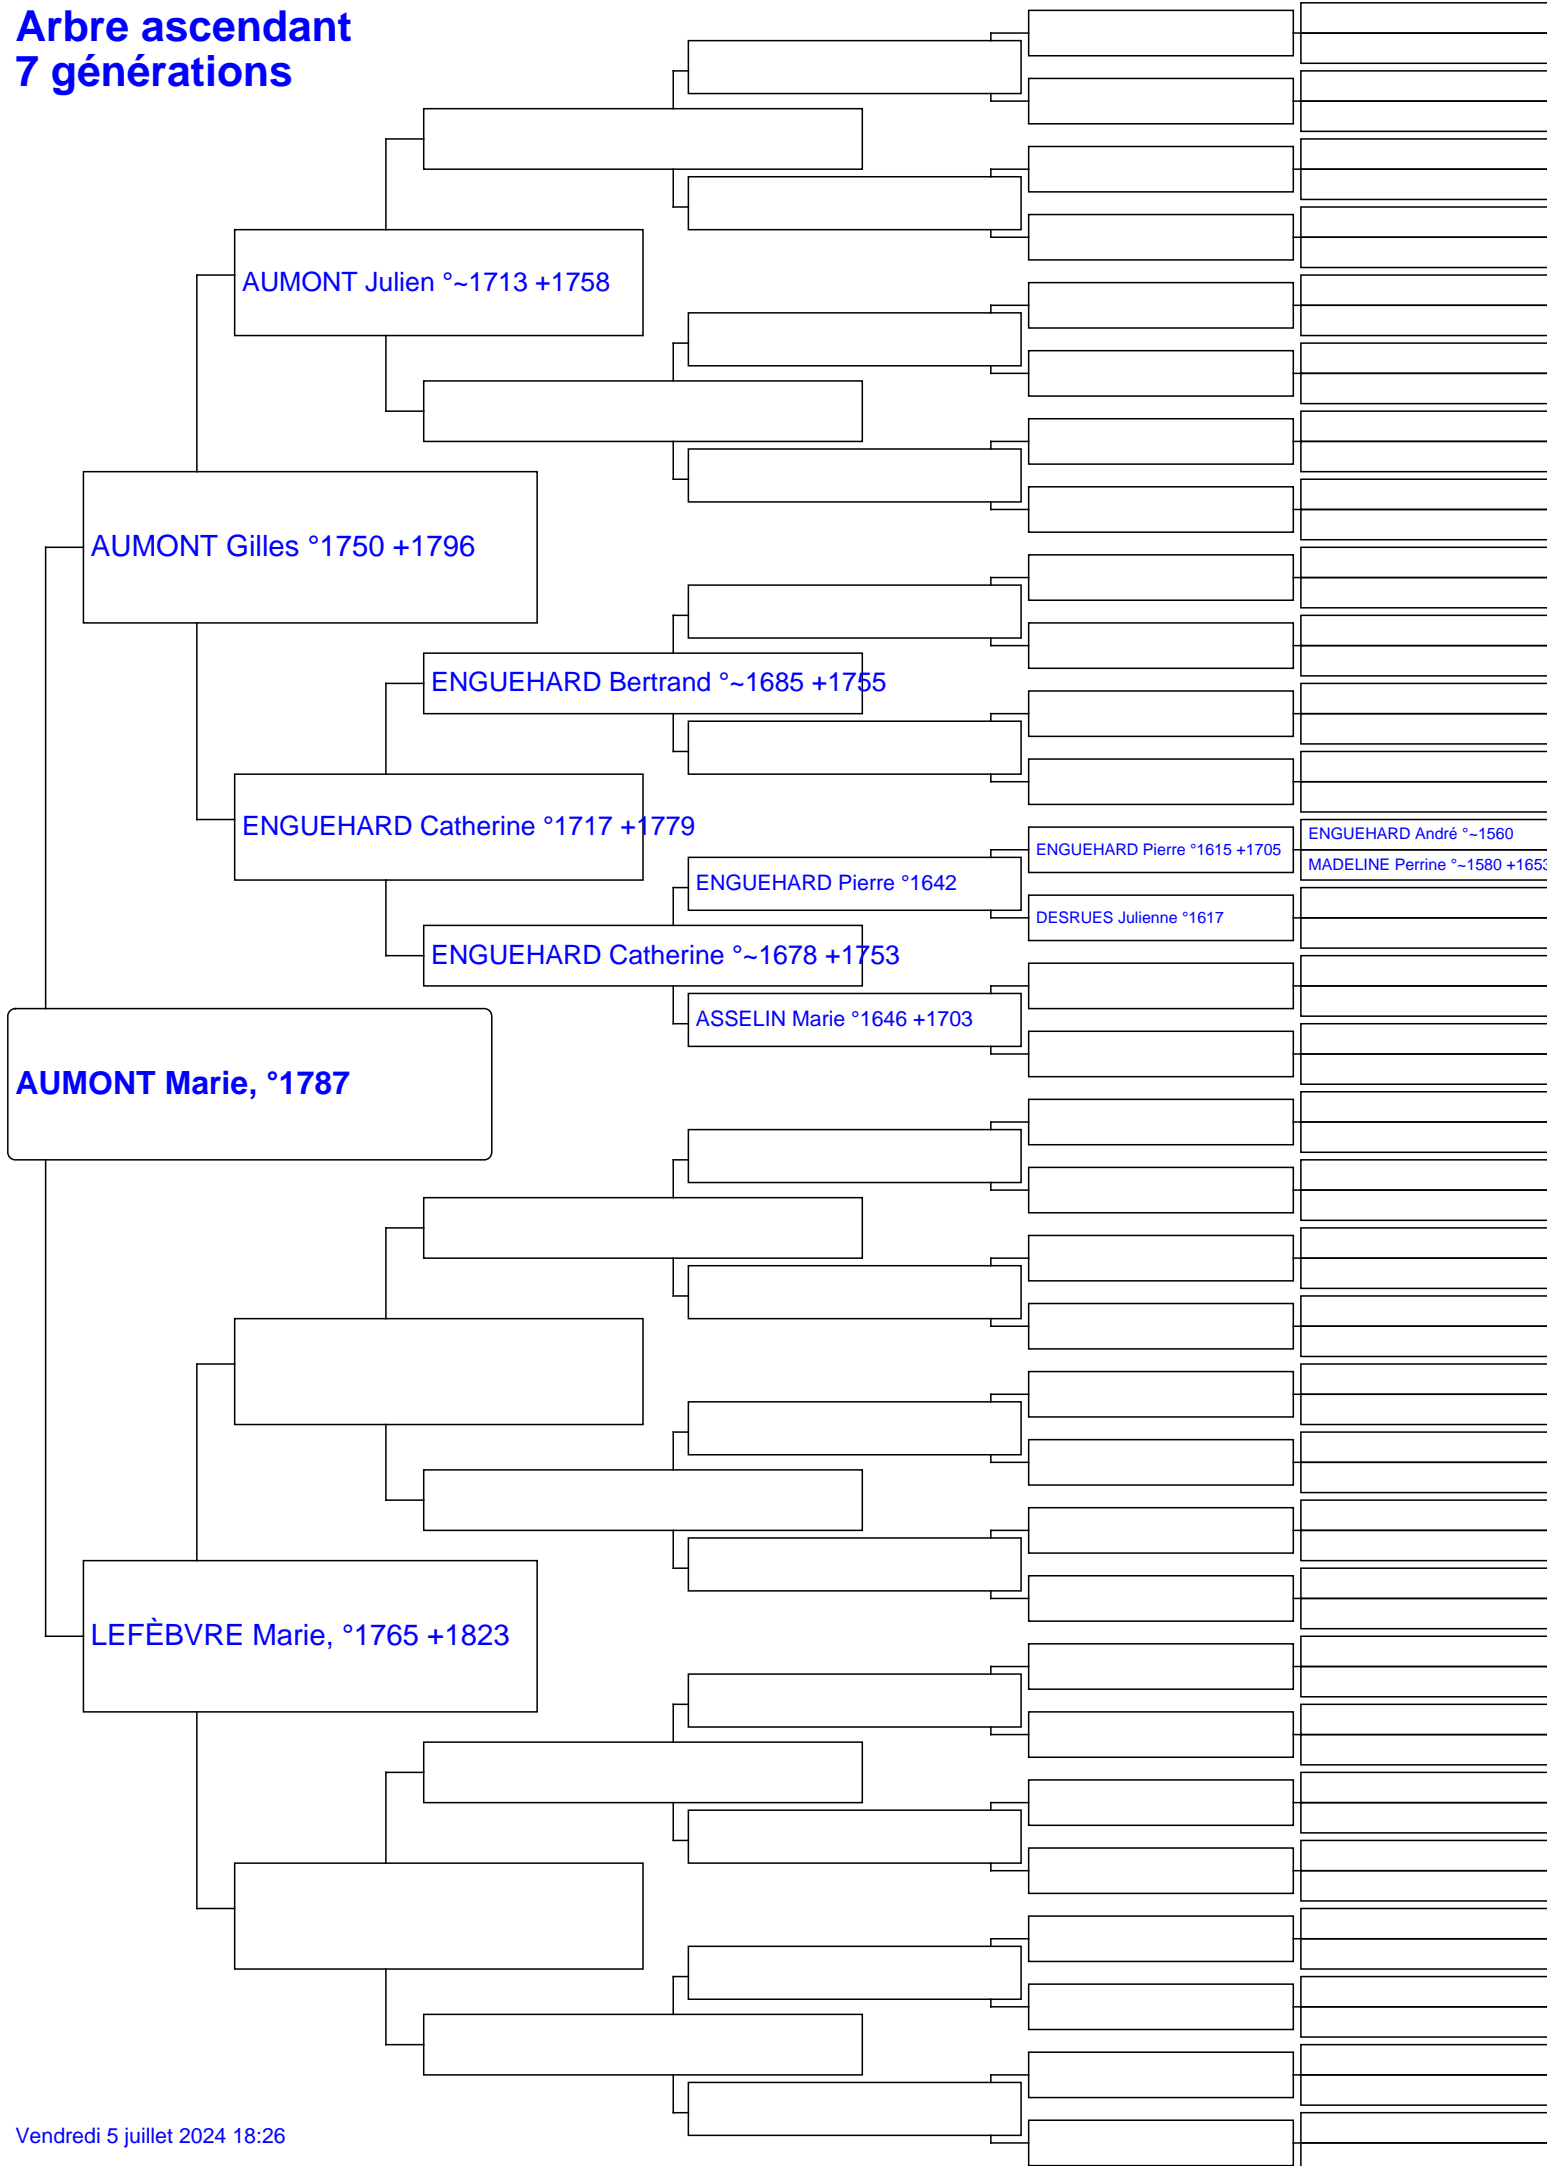 Arbre ascendant
7 générations
AUMONT Julien °~1713 +1758
AUMONT Gilles °1750 +1796
ENGUEHARD Bertrand °~1685 +1755
ENGUEHARD Catherine °1717 +1779
ENGUEHARD André °~1560
ENGUEHARD Pierre °1615 +1705
MADELINE Perrine °~1580 +1653
ENGUEHARD Pierre °1642
DESRUES Julienne °1617
ENGUEHARD Catherine °~1678 +1753
ASSELIN Marie °1646 +1703
AUMONT Marie, °1787
LEFÈBVRE Marie, °1765 +1823
Vendredi 5 juillet 2024 18:26